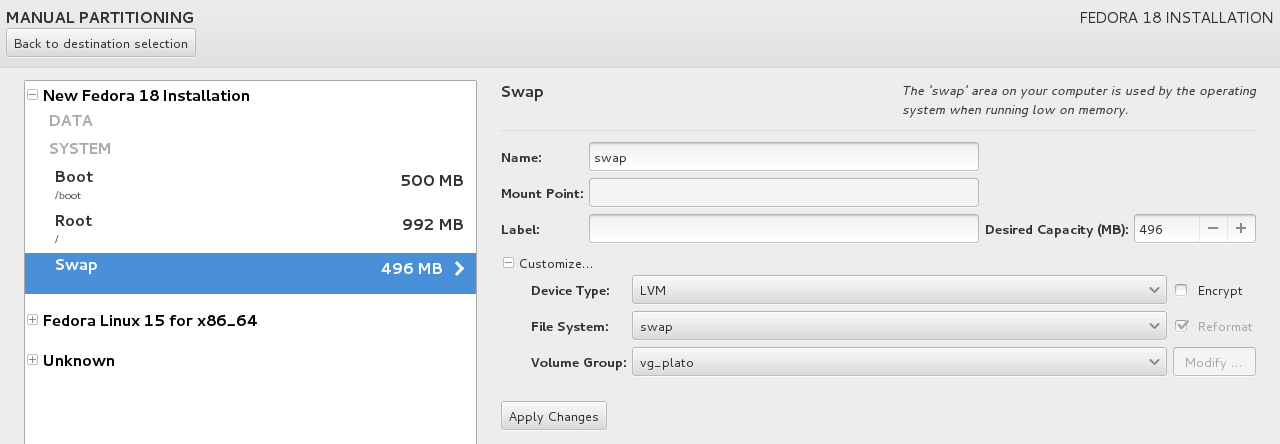 MANUAL PARTITIONING
FEDORA 18 INSTALLATION
Back to destination selection
New Fedora 18 Installation
DATA
SYSTEM
Boot
500 MB
/boot
Root
992 MB
/
Swap
496 MB
Fedora Linux 15 for x86_64
Unknown
Swap
The 'swap' area on your computer is used by the operating
system when running low on memory.
Name: swap
Mount Point:
Label:
Desired Capacity (MB): 496
Customize...
Device Type: LVM
Encrypt
File System: swap
Reformat
Volume Group: vg_plato
Modify ...
Apply Changes